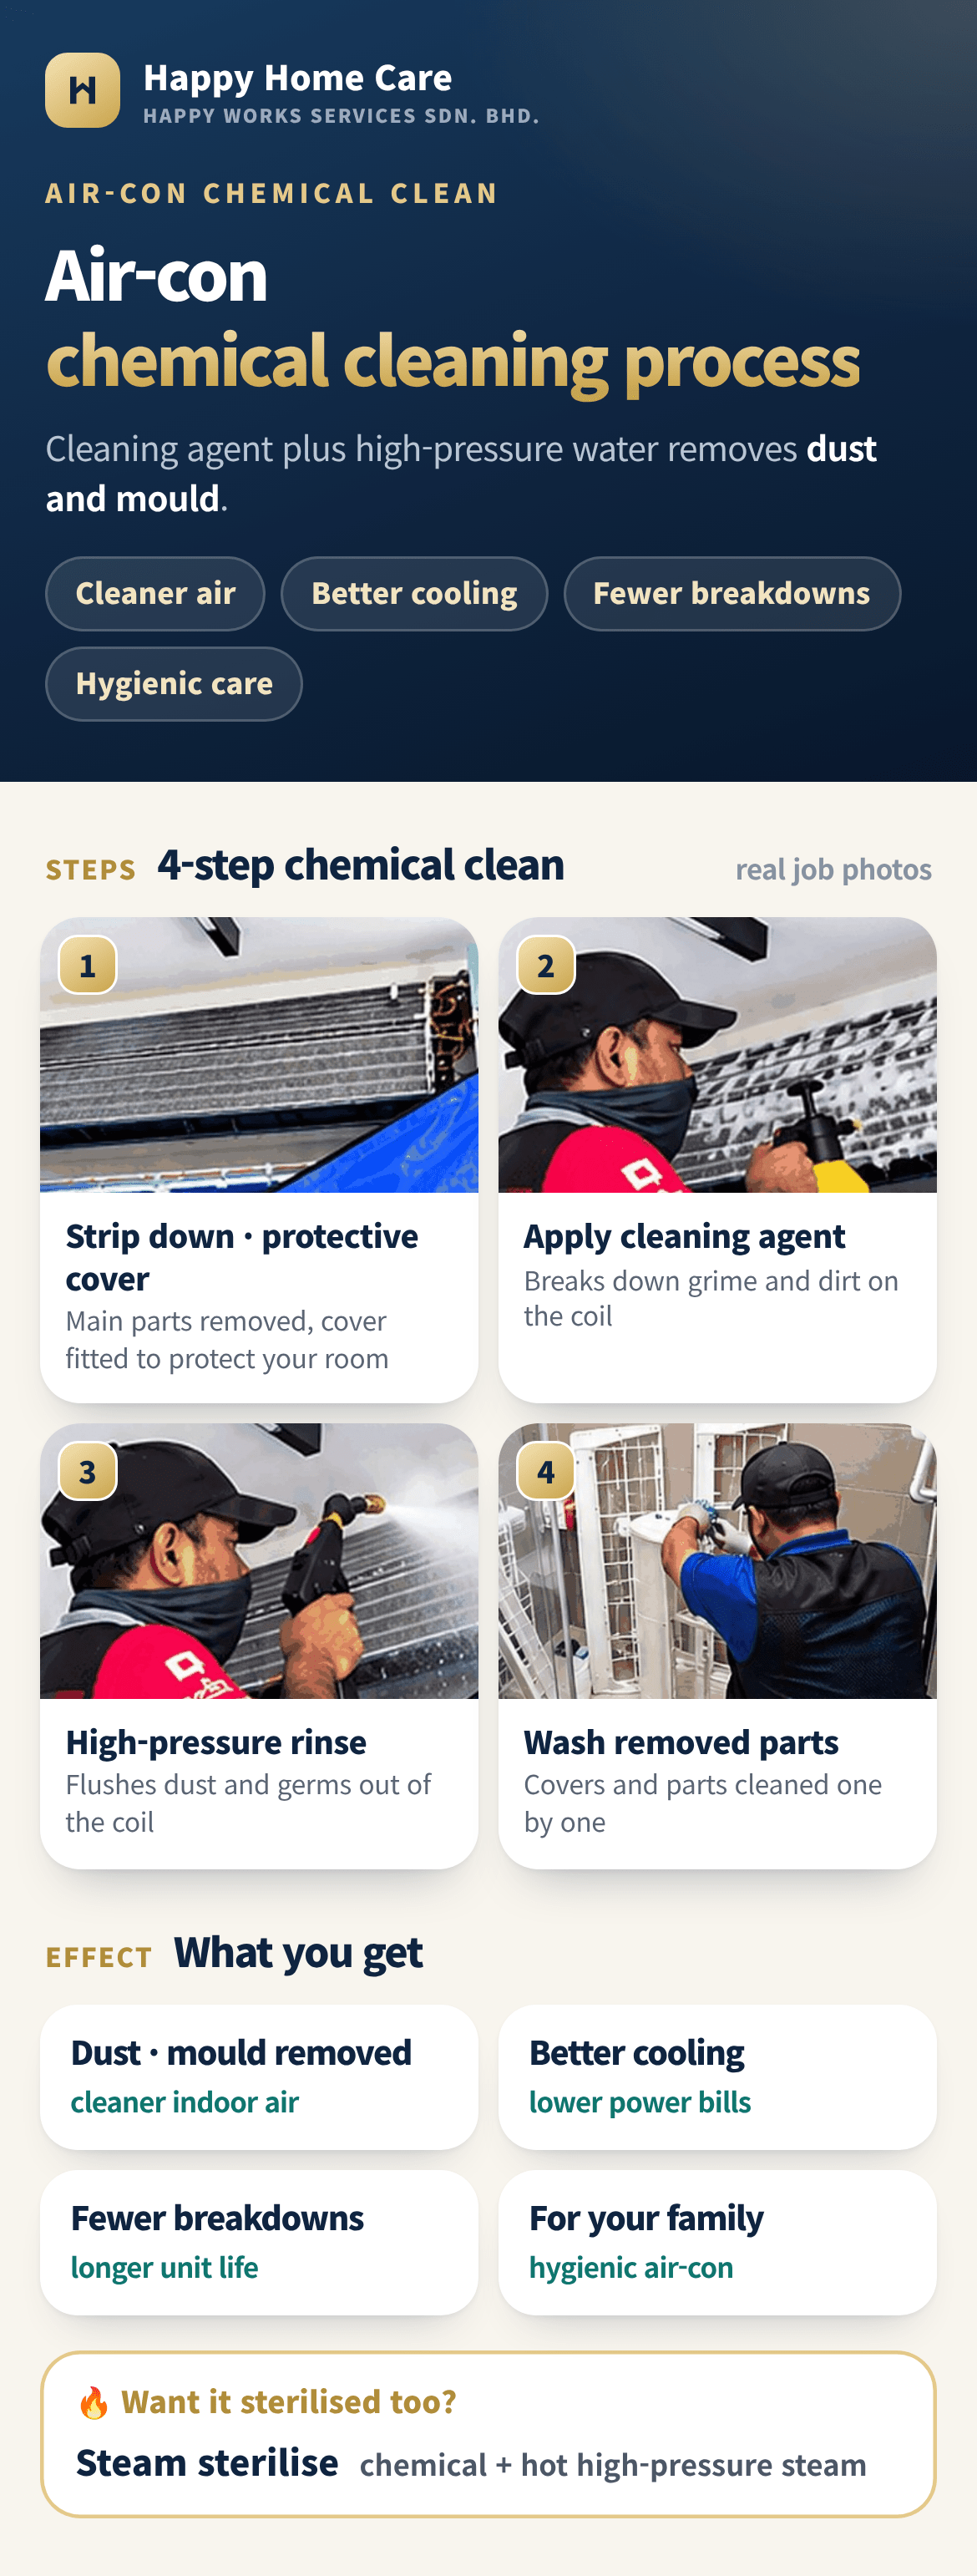 Happy Home Care
HAPPY WORKS SERVICES SDN. BHD.
AIR-CON CHEMICAL CLEAN
Air-con
chemical cleaning process
Cleaning agent plus high-pressure water removes dust
and mould.
Cleaner air
Better cooling
Fewer breakdowns
Hygienic care
STEPS 4-step chemical clean
real job photos
1
Strip down · protective
cover
Main parts removed, cover
fitted to protect your room
2
Apply cleaning agent
Breaks down grime and dirt on
the coil
3
High-pressure rinse
Flushes dust and germs out of
the coil
4
Wash removed parts
Covers and parts cleaned one
by one
EFFECT What you get
Dust · mould removed
cleaner indoor air
Better cooling
lower power bills
Fewer breakdowns
longer unit life
For your family
hygienic air-con
🔥 Want it sterilised too?
Steam sterilise chemical + hot high-pressure steam